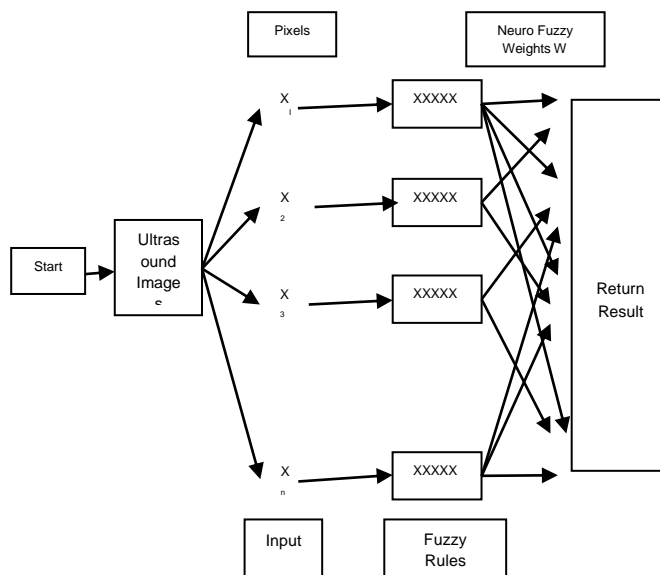 Pixels
Neuro Fuzzy
Weights W
X
1
XXXXX
X
2
XXXXX
Start
Ultras
ound
Image
s
X
3
XXXXX
Return
Result
X
n
XXXXX
Input
Fuzzy
Rules